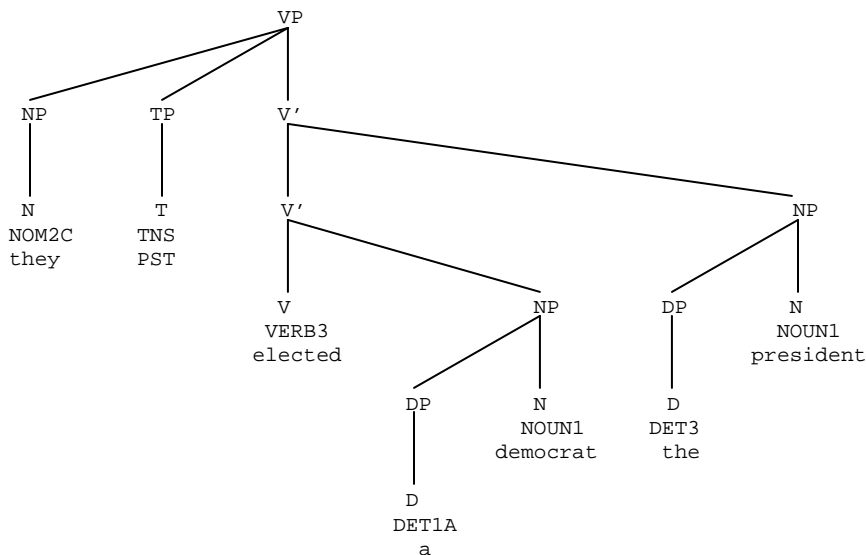 VP
NP TP V’
N T V’ NP
NOM2C TNS
they PST
V NP DP N
VERB3 NOUN1
elected president
DP N D
NOUN1 DET3
democrat the
D
DET1A
a